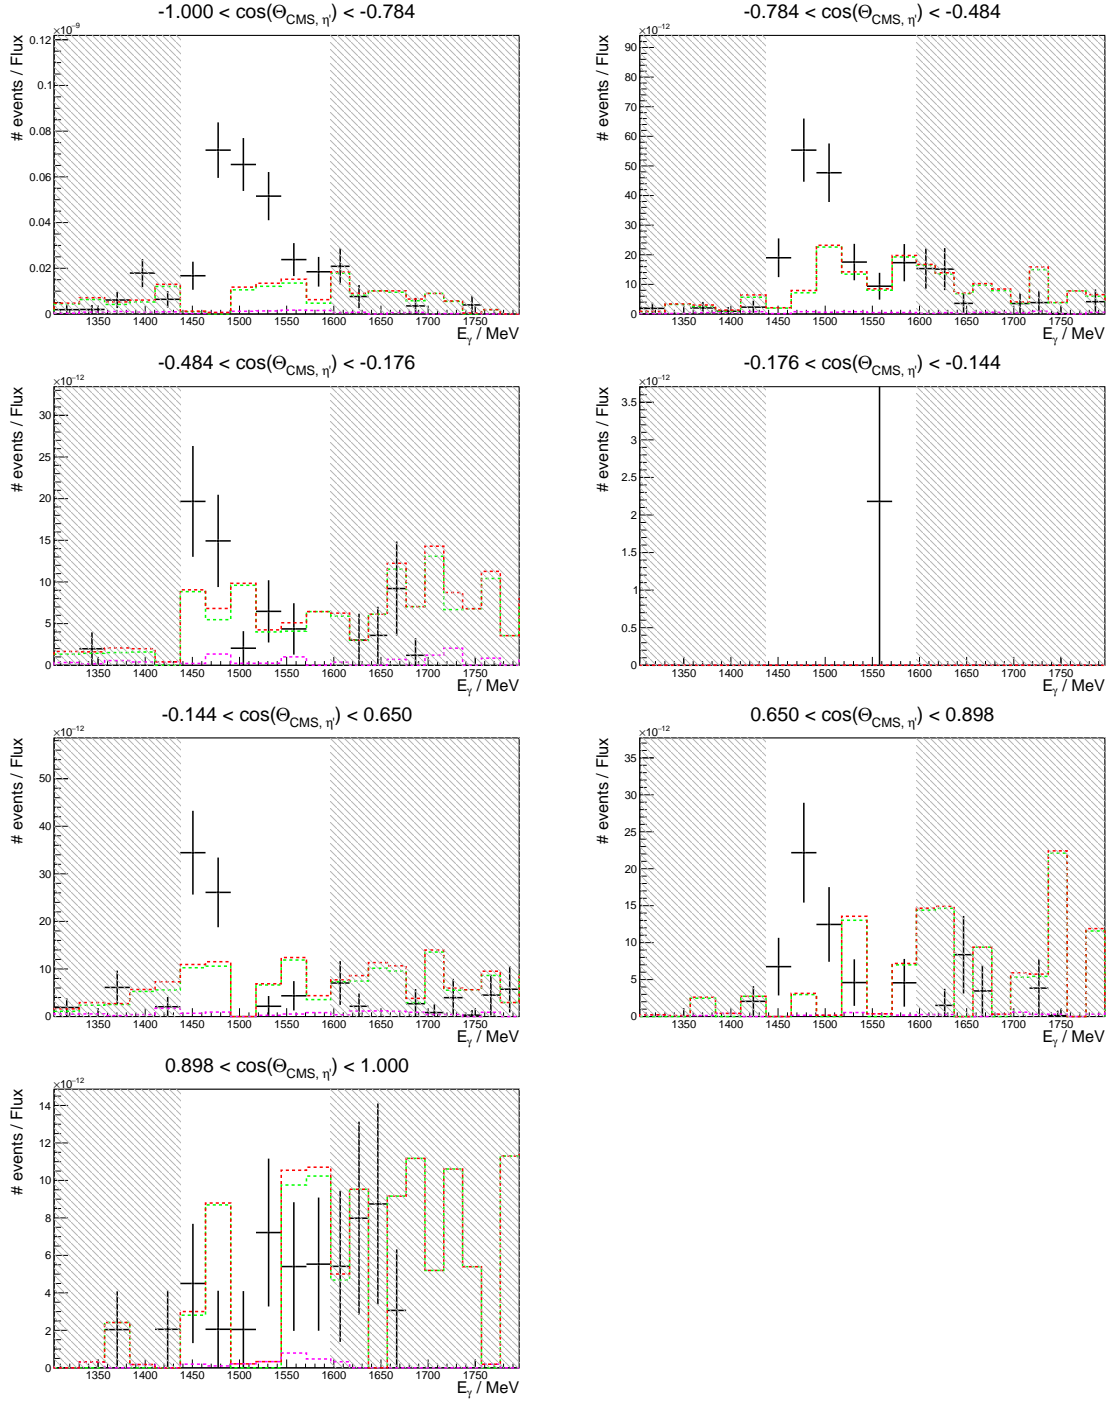 -1.000 < cos(Θ_CMS, η') < -0.784
×10^-9
# events / Flux
0.12
0.1
0.08
0.06
0.04
0.02
0
1350 1400 1450 1500 1550 1600 1650 1700 1750
E_γ / MeV
-0.784 < cos(Θ_CMS, η') < -0.484
×10^-12
# events / Flux
90
80
70
60
50
40
30
20
10
0
1350 1400 1450 1500 1550 1600 1650 1700 1750
E_γ / MeV
-0.484 < cos(Θ_CMS, η') < -0.176
×10^-12
# events / Flux
30
25
20
15
10
5
0
1350 1400 1450 1500 1550 1600 1650 1700 1750
E_γ / MeV
-0.176 < cos(Θ_CMS, η') < -0.144
×10^-12
# events / Flux
3.5
3
2.5
2
1.5
1
0.5
0
1350 1400 1450 1500 1550 1600 1650 1700 1750
E_γ / MeV
-0.144 < cos(Θ_CMS, η') < 0.650
×10^-12
# events / Flux
50
40
30
20
10
0
1350 1400 1450 1500 1550 1600 1650 1700 1750
E_γ / MeV
0.650 < cos(Θ_CMS, η') < 0.898
×10^-12
# events / Flux
35
30
25
20
15
10
5
0
1350 1400 1450 1500 1550 1600 1650 1700 1750
E_γ / MeV
0.898 < cos(Θ_CMS, η') < 1.000
×10^-12
# events / Flux
14
12
10
8
6
4
2
0
1350 1400 1450 1500 1550 1600 1650 1700 1750
E_γ / MeV